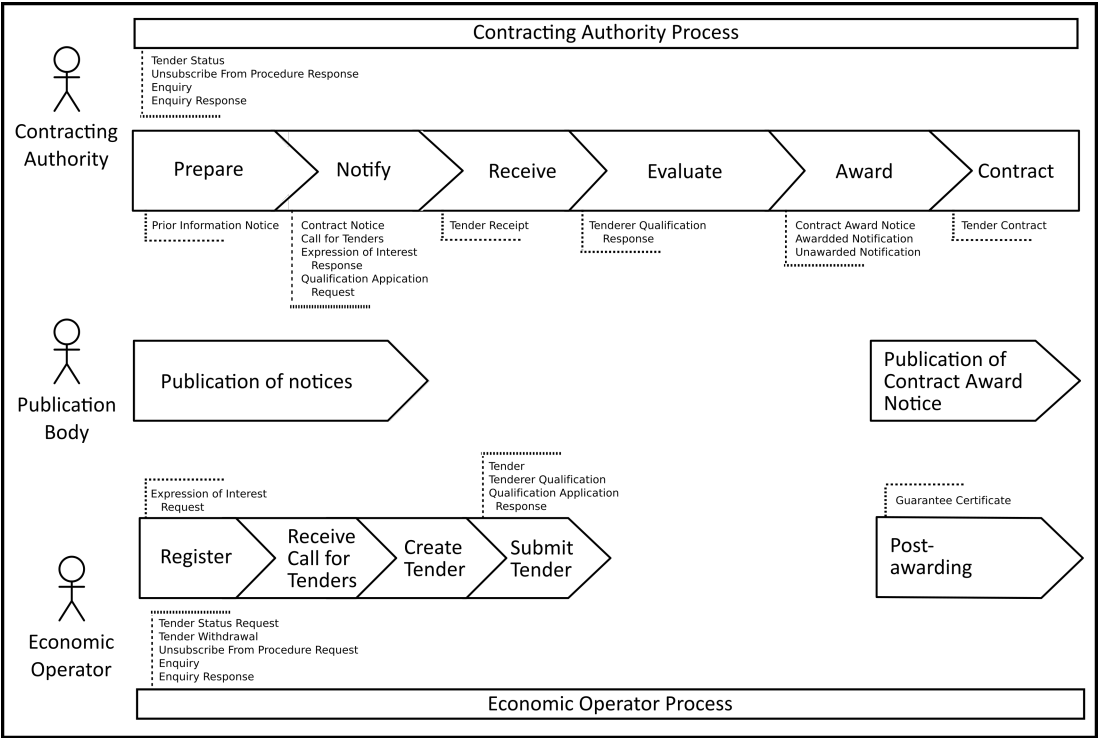 Contracting Authority Process
Tender Status
Unsubscribe From Procedure Response
Enquiry
Enquiry Response
Contracting
Authority
Prepare
Notify
Receive
Evaluate
Award
Contract
Prior Information Notice
Contract Notice
Call for Tenders
Expression of Interest
Response
Qualification Appication
Request
Tender Receipt
Tenderer Qualification
Response
Contract Award Notice
Awardded Notification
Unawarded Notification
Tender Contract
Publication
Body
Publication of notices
Publication of
Contract Award
Notice
Expression of Interest
Request
Tender
Tenderer Qualification
Qualification Application
Response
Guarantee Certificate
Economic
Operator
Register
Receive
Call for
Tenders
Create
Tender
Submit
Tender
Post-
awarding
Tender Status Request
Tender Withdrawal
Unsubscribe From Procedure Request
Enquiry
Enquiry Response
Economic Operator Process